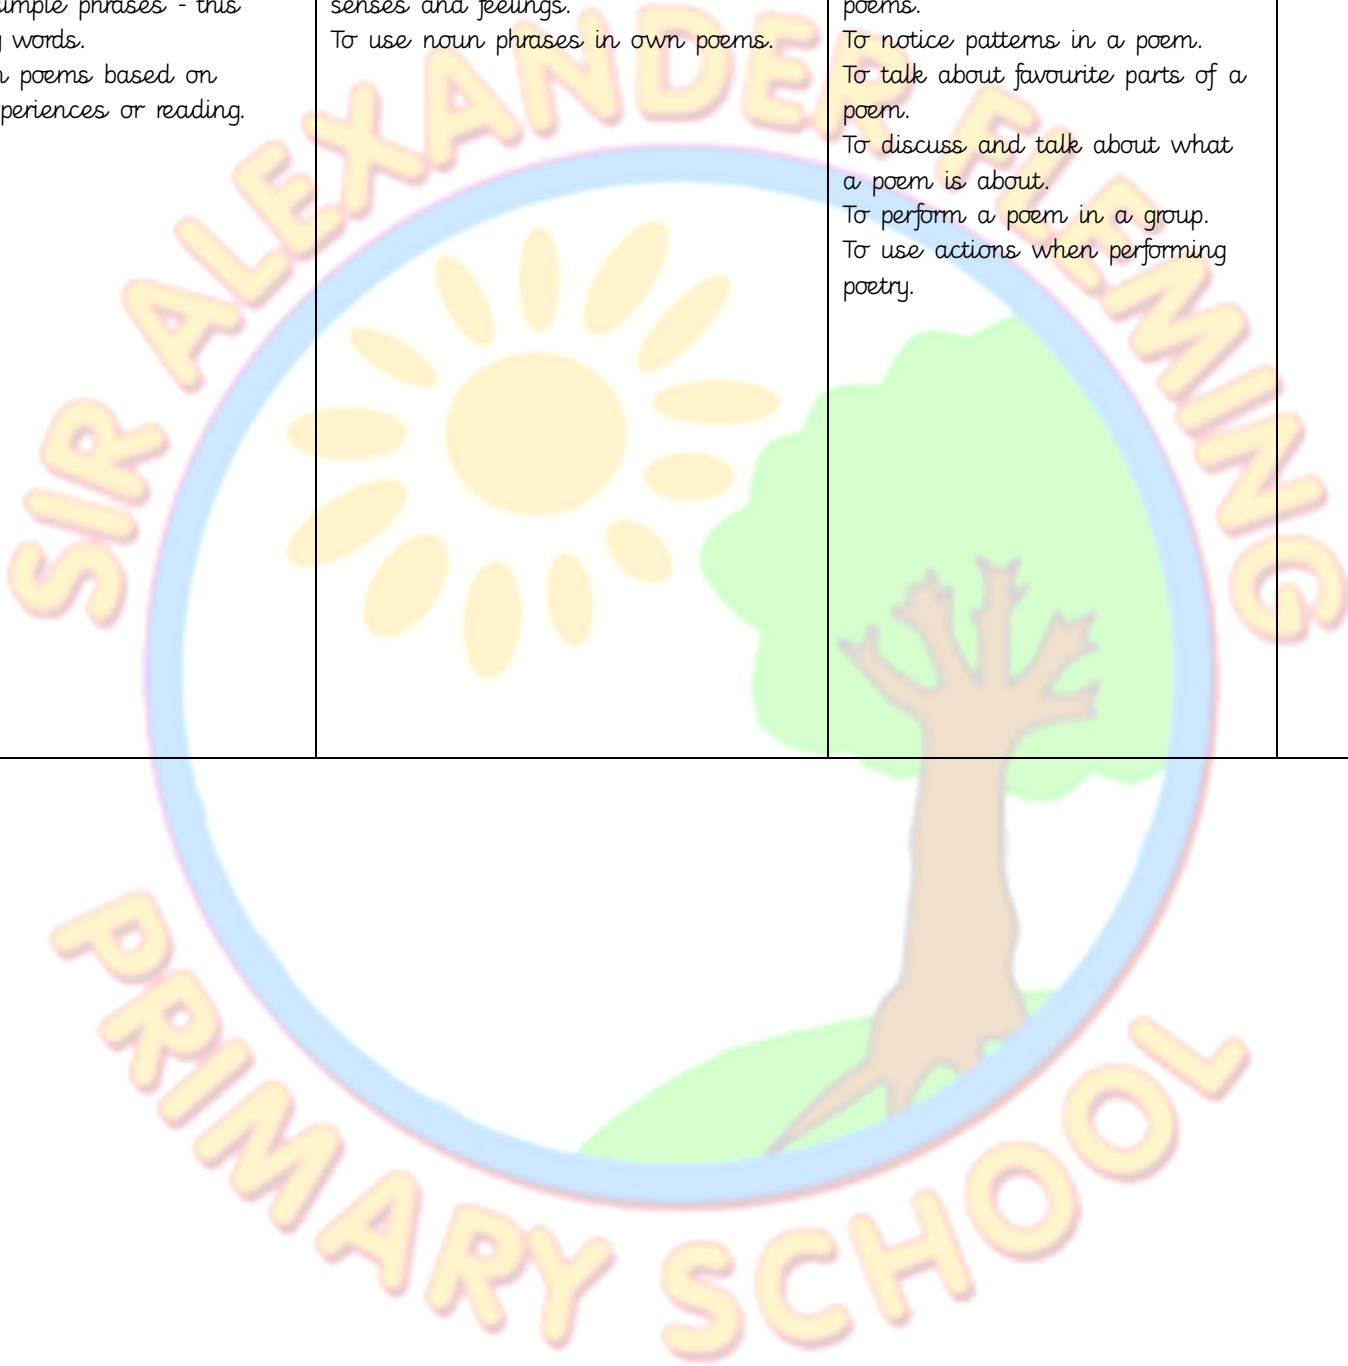 simple phrases - this
words.
poems based on
periences or reading.
senses and feelings.
To use noun phrases in own poems.
poems.
To notice patterns in a poem.
To talk about favourite parts of a
poem.
To discuss and talk about what
a poem is about.
To perform a poem in a group.
To use actions when performing
poetry.
SIR ALEXANDER FLEMING
PRIMARY SCHOOL